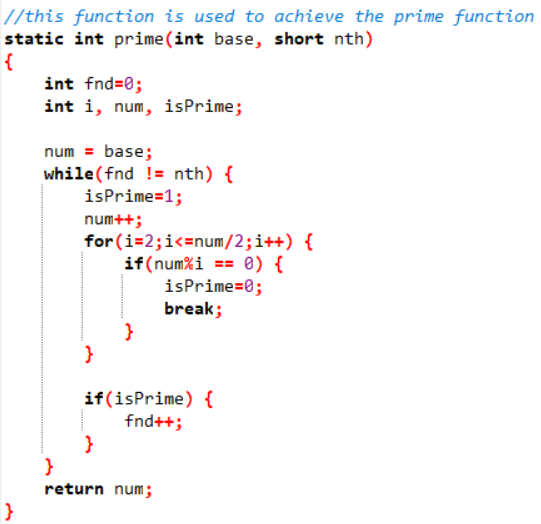 //this function is used to achieve the prime function
static int prime(int base, short nth)
{
    int fnd=0;
    int i, num, isPrime;

    num = base;
    while(fnd != nth) {
        isPrime=1;
        num++;
        for(i=2;i<=num/2;i++) {
            if(num%i == 0) {
                isPrime=0;
                break;
            }
        }

        if(isPrime) {
            fnd++;
        }
    }
    return num;
}